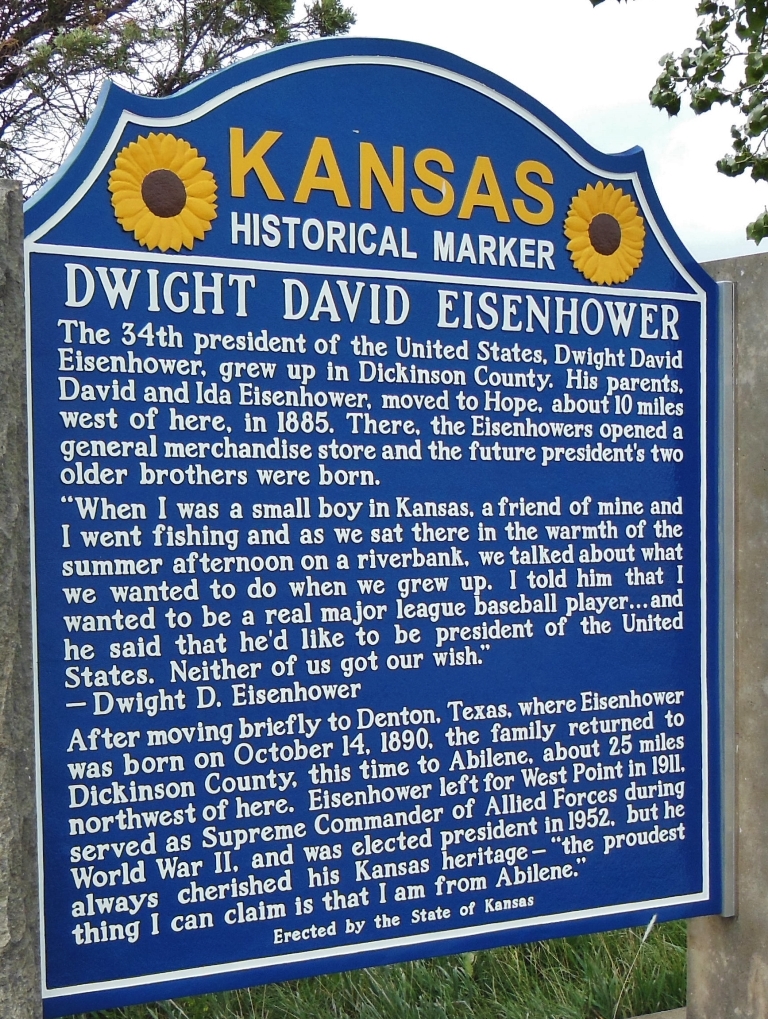 KANSAS
HISTORICAL MARKER
DWIGHT DAVID EISENHOWER
The 34th president of the United States, Dwight David
Eisenhower, grew up in Dickinson County. His parents,
David and Ida Eisenhower, moved to Hope, about 10 miles
west of here, in 1885. There, the Eisenhowers opened a
general merchandise store and the future president's two
older brothers were born.
“When I was a small boy in Kansas, a friend of mine and
I went fishing and as we sat there in the warmth of the
summer afternoon on a riverbank, we talked about what
we wanted to do when we grew up. I told him that I
wanted to be a real major league baseball player...and
he said that he'd like to be president of the United
States. Neither of us got our wish.”
— Dwight D. Eisenhower
After moving briefly to Denton, Texas, where Eisenhower
was born on October 14, 1890, the family returned to
Dickinson County, this time to Abilene, about 25 miles
northwest of here. Eisenhower left for West Point in 1911,
served as Supreme Commander of Allied Forces during
World War II, and was elected president in 1952, but he
always cherished his Kansas heritage — “the proudest
thing I can claim is that I am from Abilene.”
Erected by the State of Kansas